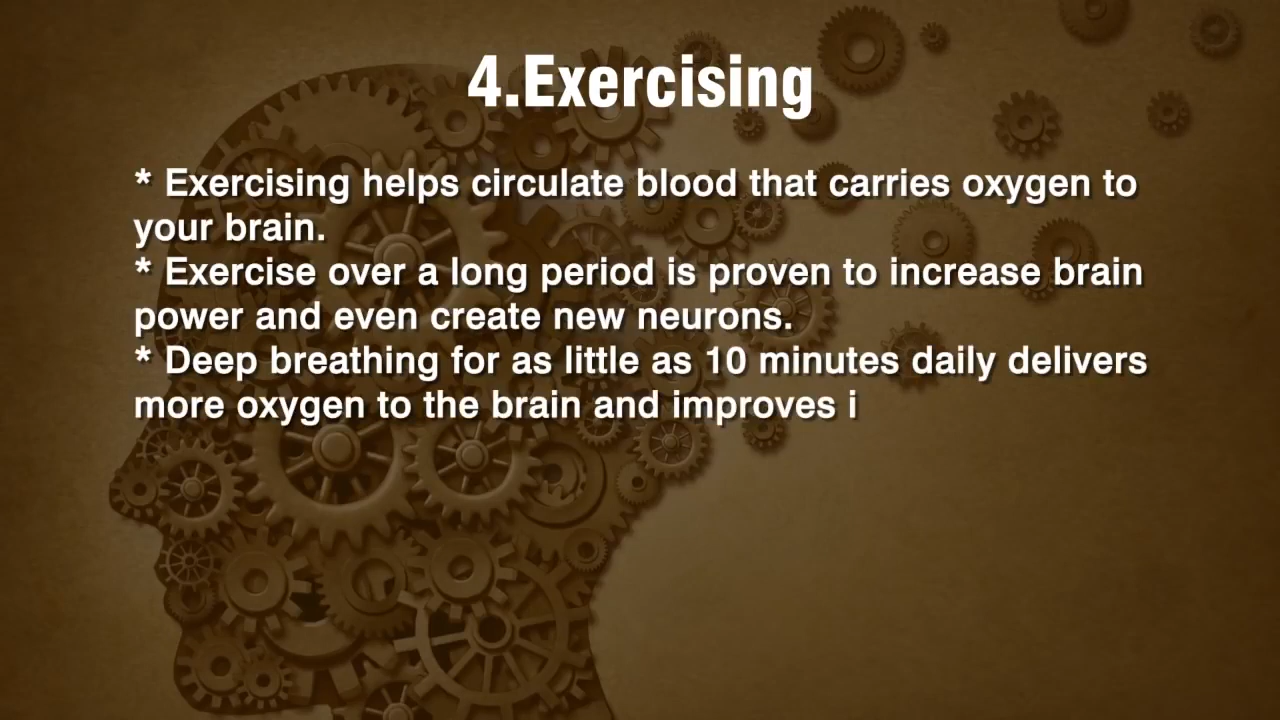 4.Exercising
* Exercising helps circulate blood that carries oxygen to
your brain.
* Exercise over a long period is proven to increase brain
power and even create new neurons.
* Deep breathing for as little as 10 minutes daily delivers
more oxygen to the brain and improves i